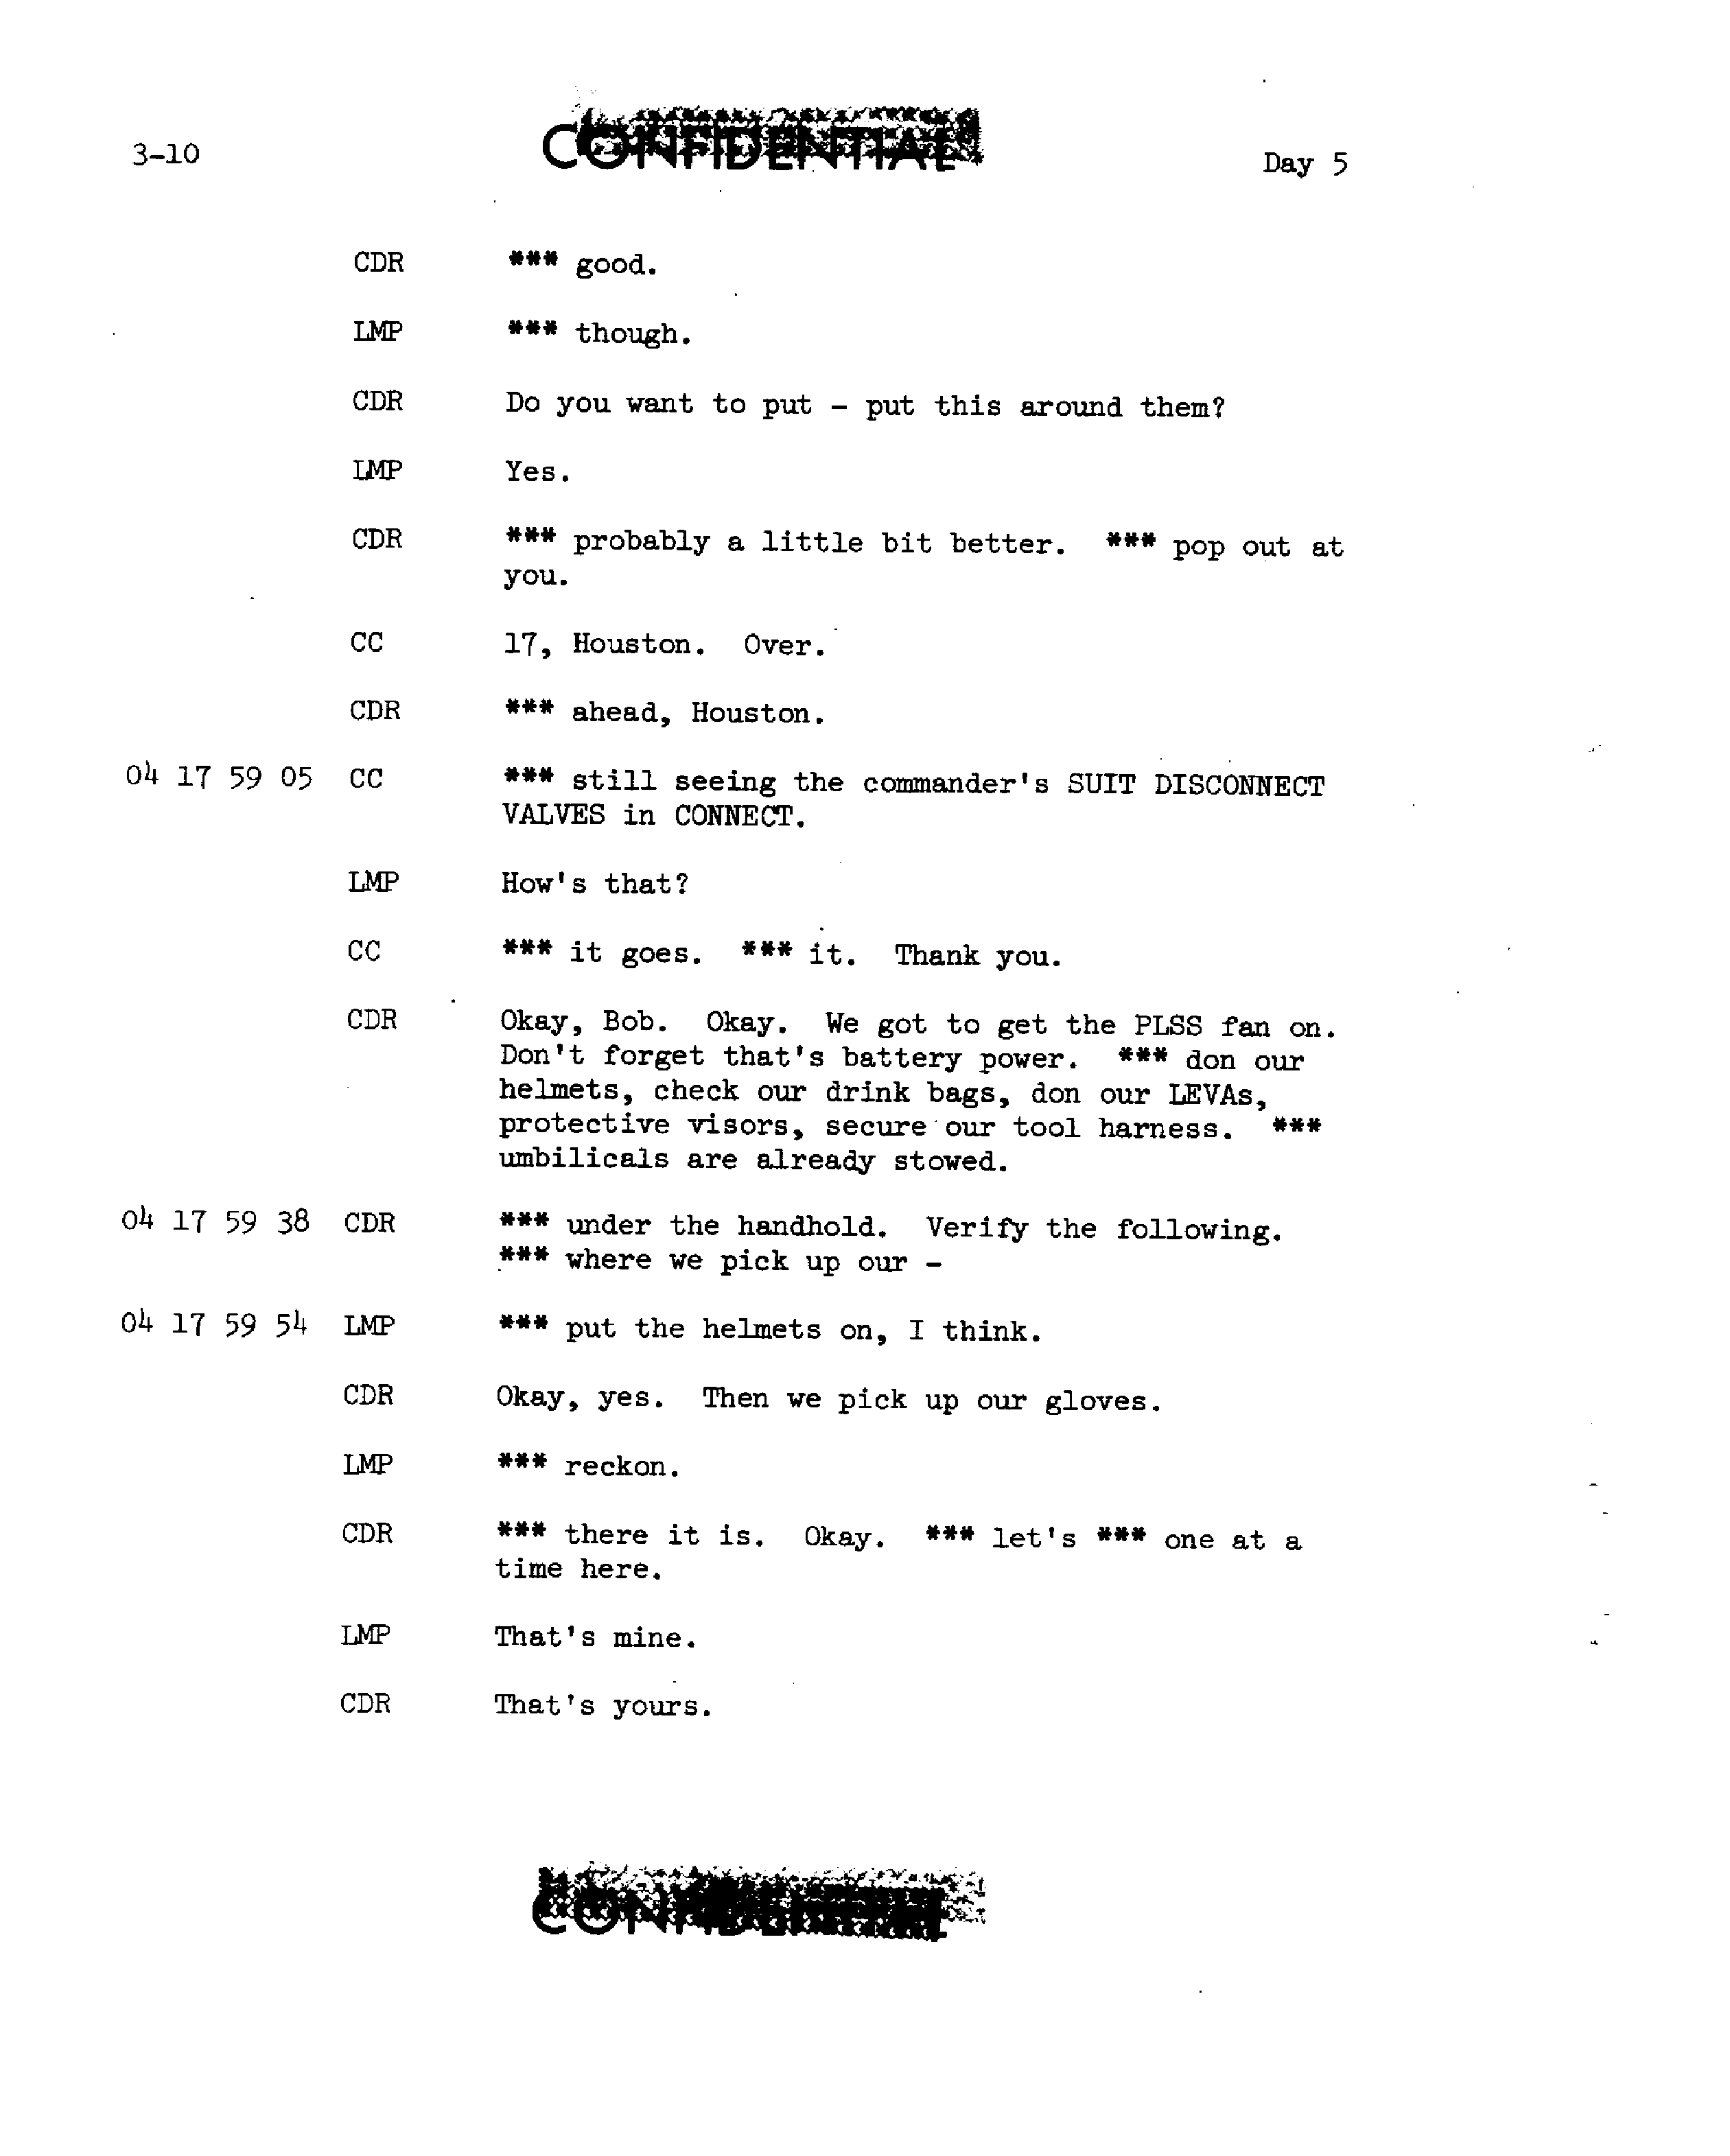 3-10
CONFIDENTIAL
Day 5
CDR *** good.
LMP *** though.
CDR Do you want to put - put this around them?
LMP Yes.
CDR *** probably a little bit better. *** pop out at
you.
CC 17, Houston. Over.
CDR *** ahead, Houston.
04 17 59 05 CC *** still seeing the commander's SUIT DISCONNECT
VALVES in CONNECT.
LMP How's that?
CC *** it goes. *** it. Thank you.
CDR Okay, Bob. Okay. We got to get the PLSS fan on.
Don't forget that's battery power. *** don our
helmets, check our drink bags, don our LEVAs,
protective visors, secure our tool harness. ***
umbilicals are already stowed.
04 17 59 38 CDR *** under the handhold. Verify the following.
*** where we pick up our -
04 17 59 54 LMP *** put the helmets on, I think.
CDR Okay, yes. Then we pick up our gloves.
LMP *** reckon.
CDR *** there it is. Okay. *** let's *** one at a
time here.
LMP That's mine.
CDR That's yours.
CONFIDENTIAL